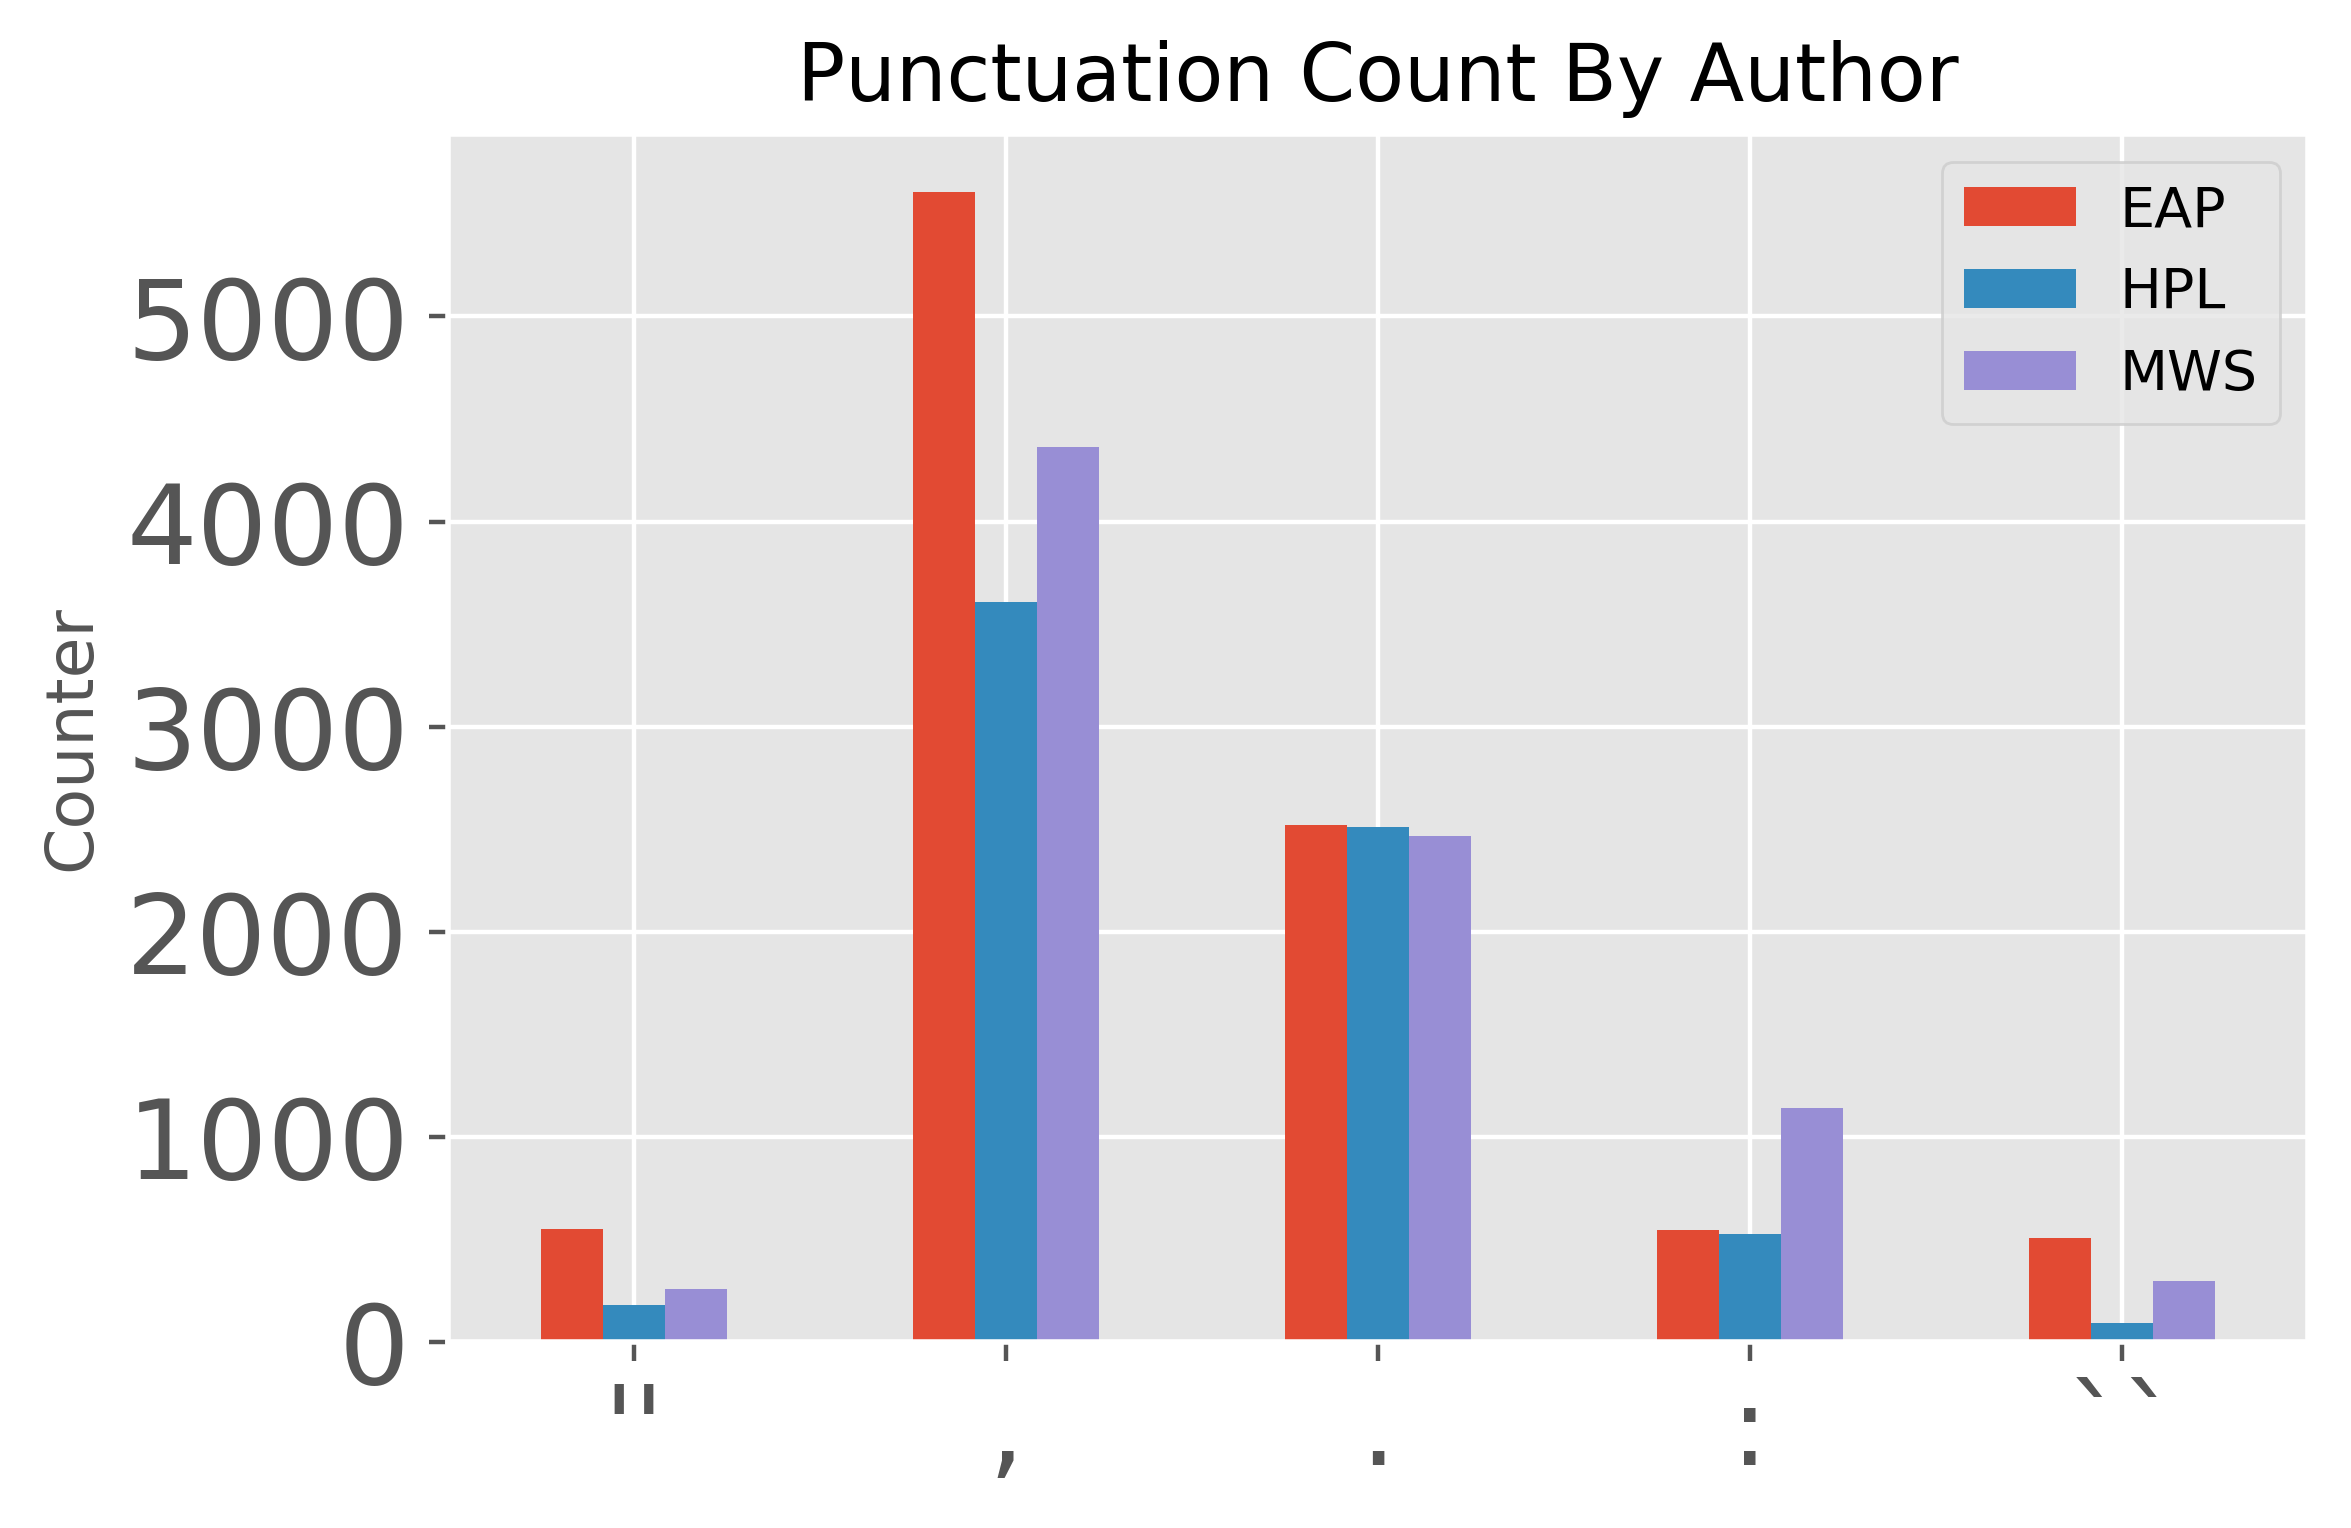 Punctuation Count By Author
EAP
HPL
MWS
Counter
5000
4000
3000
2000
1000
0
" , . : ``